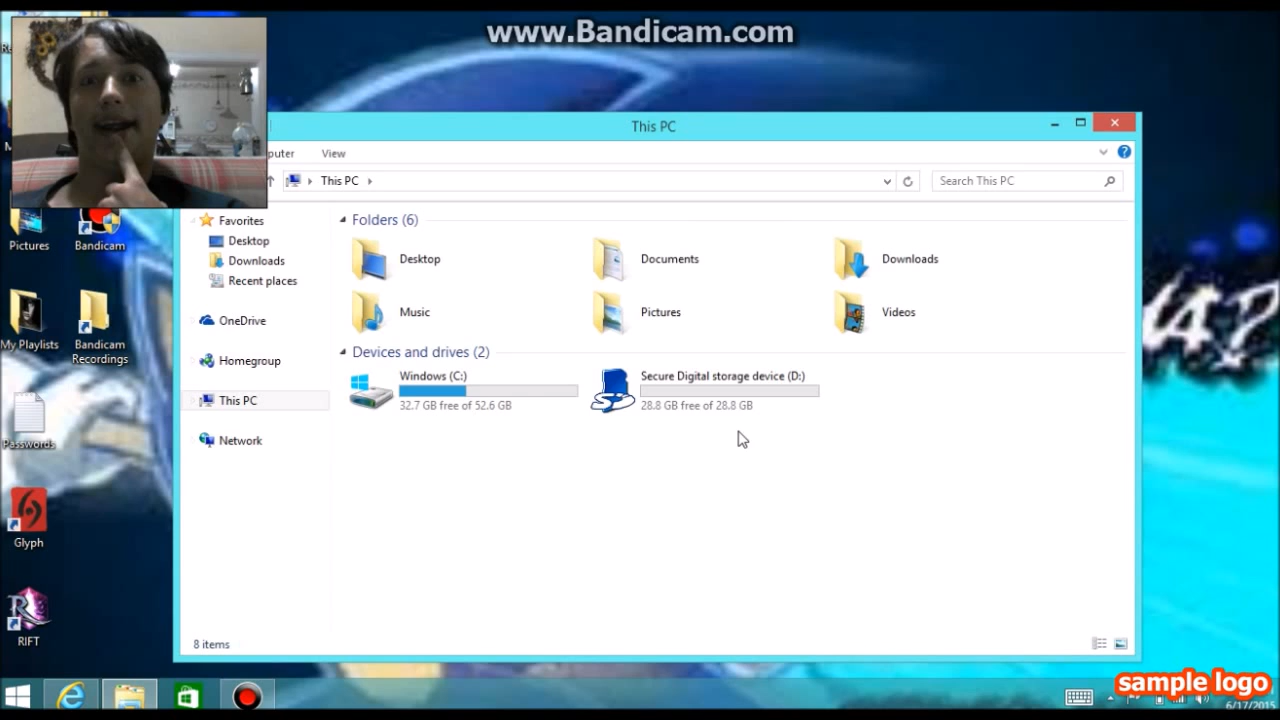 www.Bandicam.com
This PC
puter View
This PC
Search This PC
Favorites
Desktop
Downloads
Recent places
OneDrive
Homegroup
This PC
Network
Folders (6)
Desktop
Documents
Downloads
Music
Pictures
Videos
Devices and drives (2)
Windows (C:)
32.7 GB free of 52.6 GB
Secure Digital storage device (D:)
28.8 GB free of 28.8 GB
8 items
Pictures
Bandicam
My Playlists
Bandicam
Recordings
Passwords
Glyph
RIFT
sample logo
6/17/2015